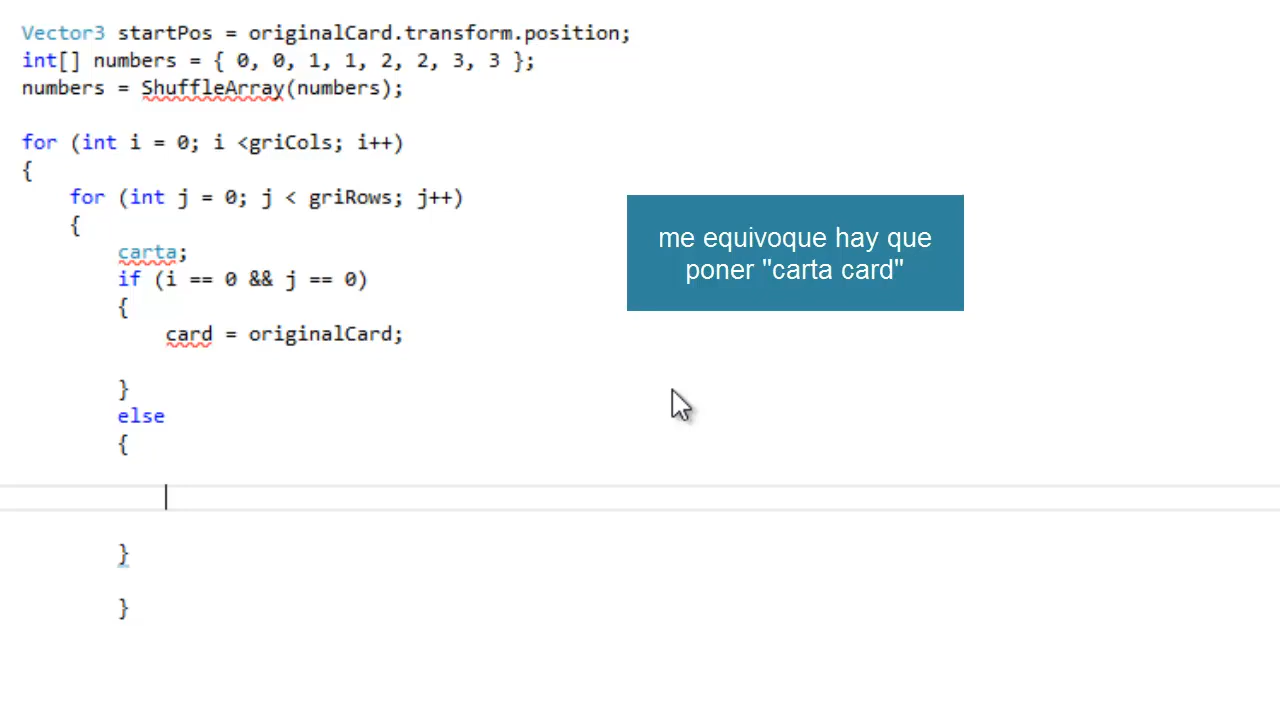 Vector3 startPos = originalCard.transform.position;
int[] numbers = { 0, 0, 1, 1, 2, 2, 3, 3 };
numbers = ShuffleArray(numbers);
for (int i = 0; i <griCols; i++)
{
for (int j = 0; j < griRows; j++)
{
carta;
if (i == 0 && j == 0)
{
card = originalCard;
}
else
{
}
}
me equivoque hay que
poner "carta card"